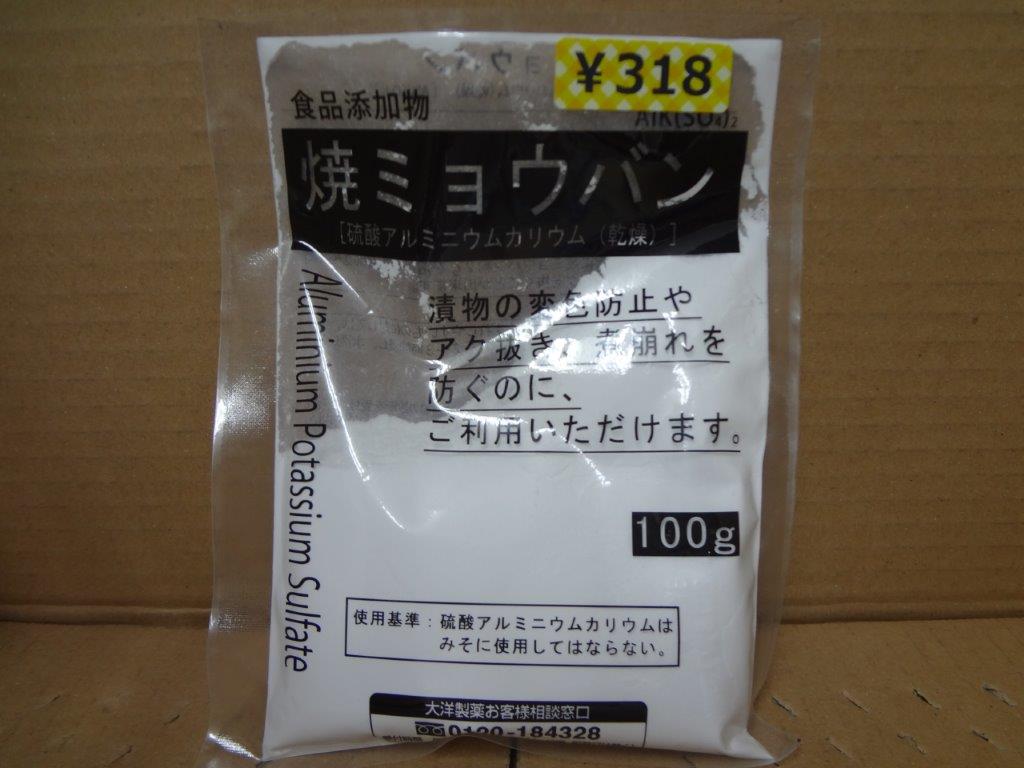 ¥318
食品添加物
AlK(SO₄)₂
焼ミョウバン
[硫酸アルミニウムカリウム（乾燥）]
Aluminium Potassium Sulfate
漬物の変色防止や
アク抜き、煮崩れを
防ぐのに、
ご利用いただけます。
100g
使用基準：硫酸アルミニウムカリウムは
みそに使用してはならない。
大洋製薬お客様相談窓口
0120-184328